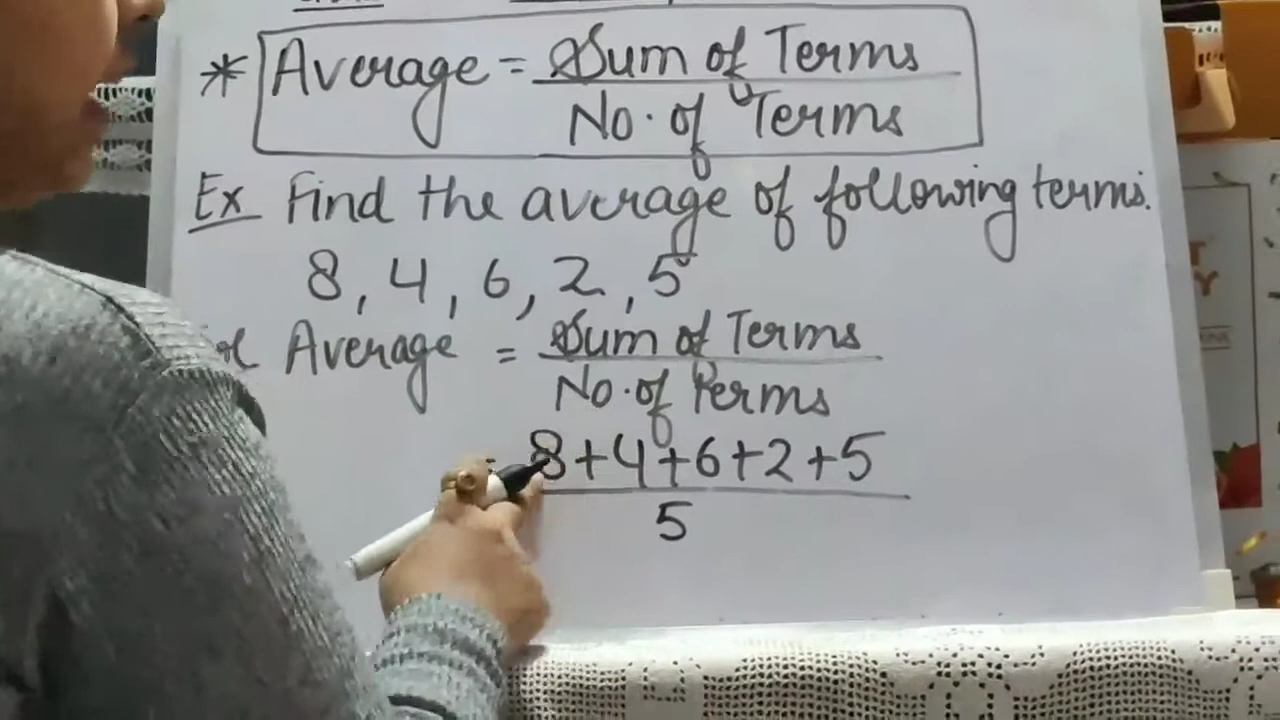 * Average = Sum of Terms
No. of Terms
Ex Find the average of following terms.
8, 4, 6, 2, 5
Average = Sum of Terms
No. of Perms
= 8+4+6+2+5
5